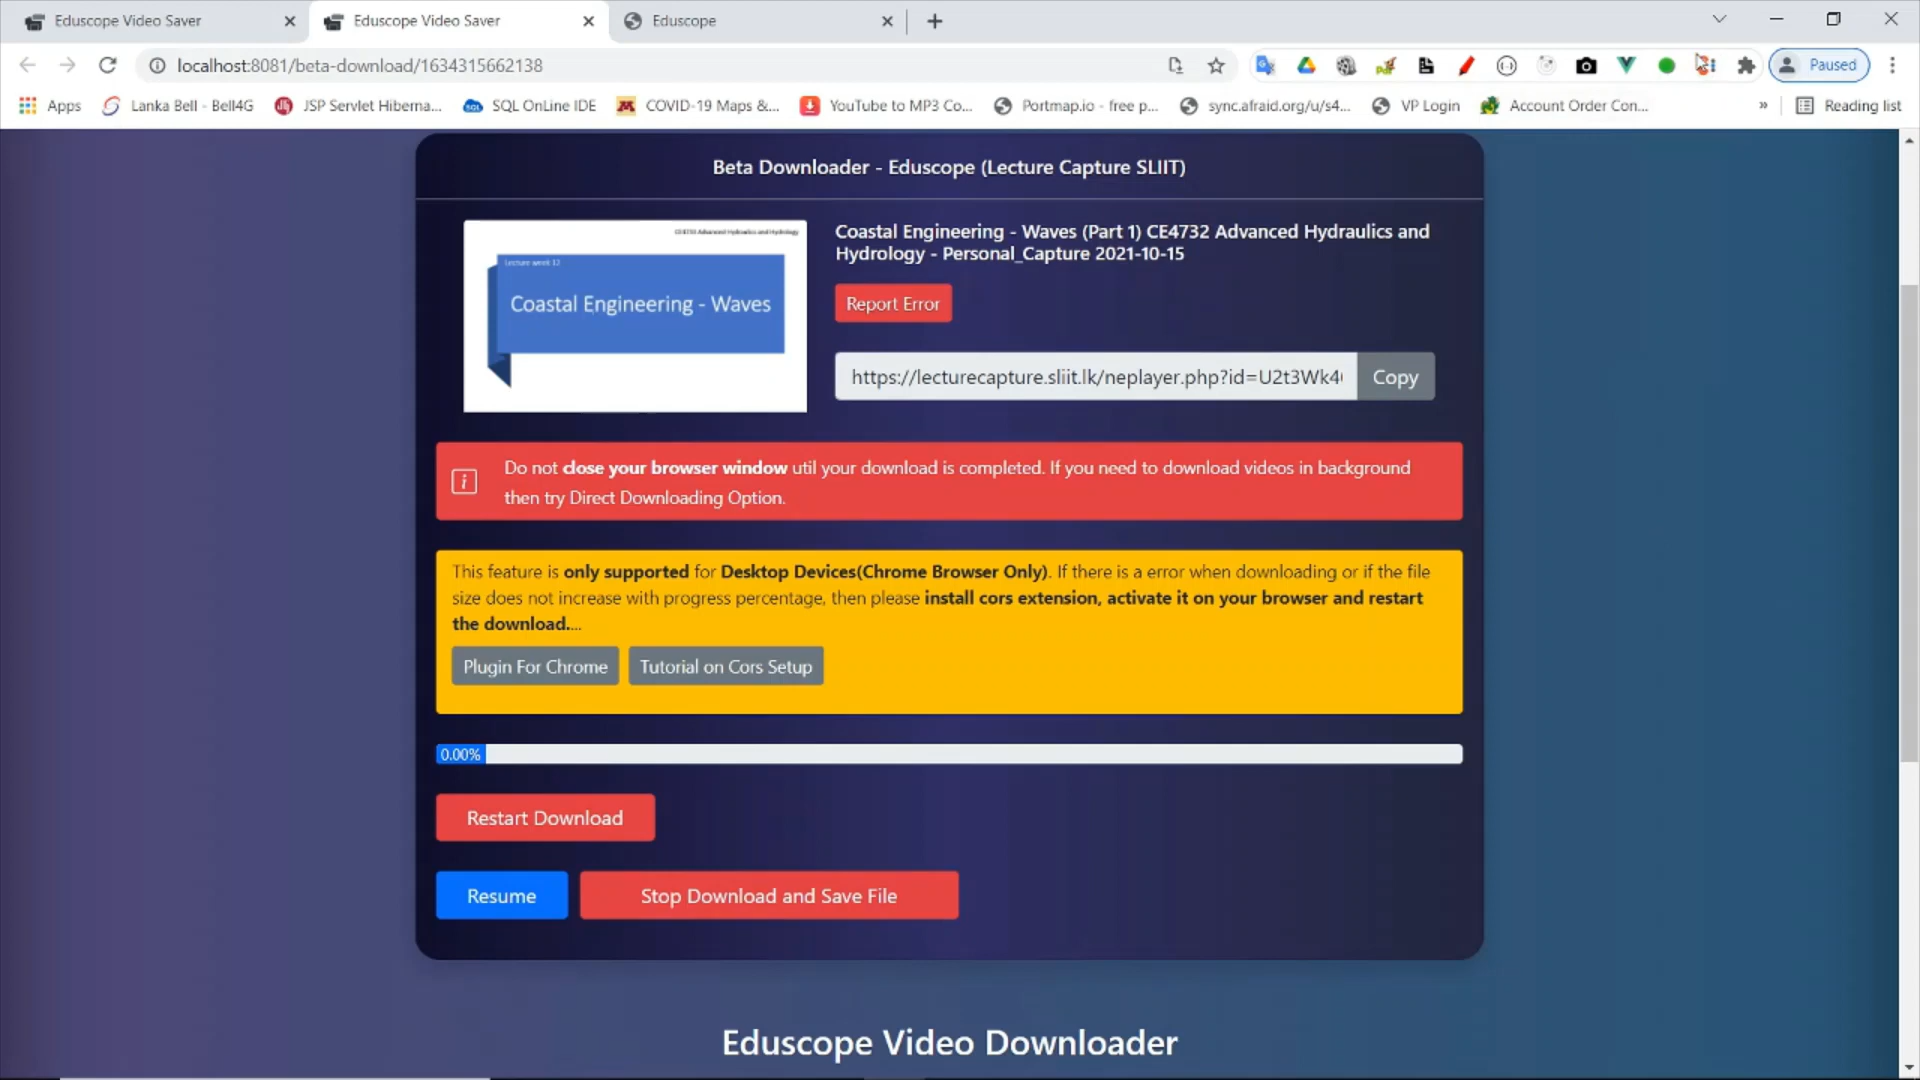 Eduscope Video Saver
Eduscope Video Saver
Eduscope
localhost:8081/beta-download/1634315662138
Paused
Apps
Lanka Bell - Bell4G
JSP Servlet Hiberna...
SQL OnLine IDE
COVID-19 Maps &...
YouTube to MP3 Co...
Portmap.io - free p...
sync.afraid.org/u/s4...
VP Login
Account Order Con...
»
Reading list
Beta Downloader - Eduscope (Lecture Capture SLIIT)
CE4732 Advanced Hydraulics and Hydrology
Lecture week 12
Coastal Engineering - Waves
Coastal Engineering - Waves (Part 1) CE4732 Advanced Hydraulics and
Hydrology - Personal_Capture 2021-10-15
Report Error
https://lecturecapture.sliit.lk/neplayer.php?id=U2t3Wk4
Copy
Do not close your browser window util your download is completed. If you need to download videos in background
then try Direct Downloading Option.
This feature is only supported for Desktop Devices(Chrome Browser Only). If there is a error when downloading or if the file
size does not increase with progress percentage, then please install cors extension, activate it on your browser and restart
the download....
Plugin For Chrome
Tutorial on Cors Setup
0.00%
Restart Download
Resume
Stop Download and Save File
Eduscope Video Downloader